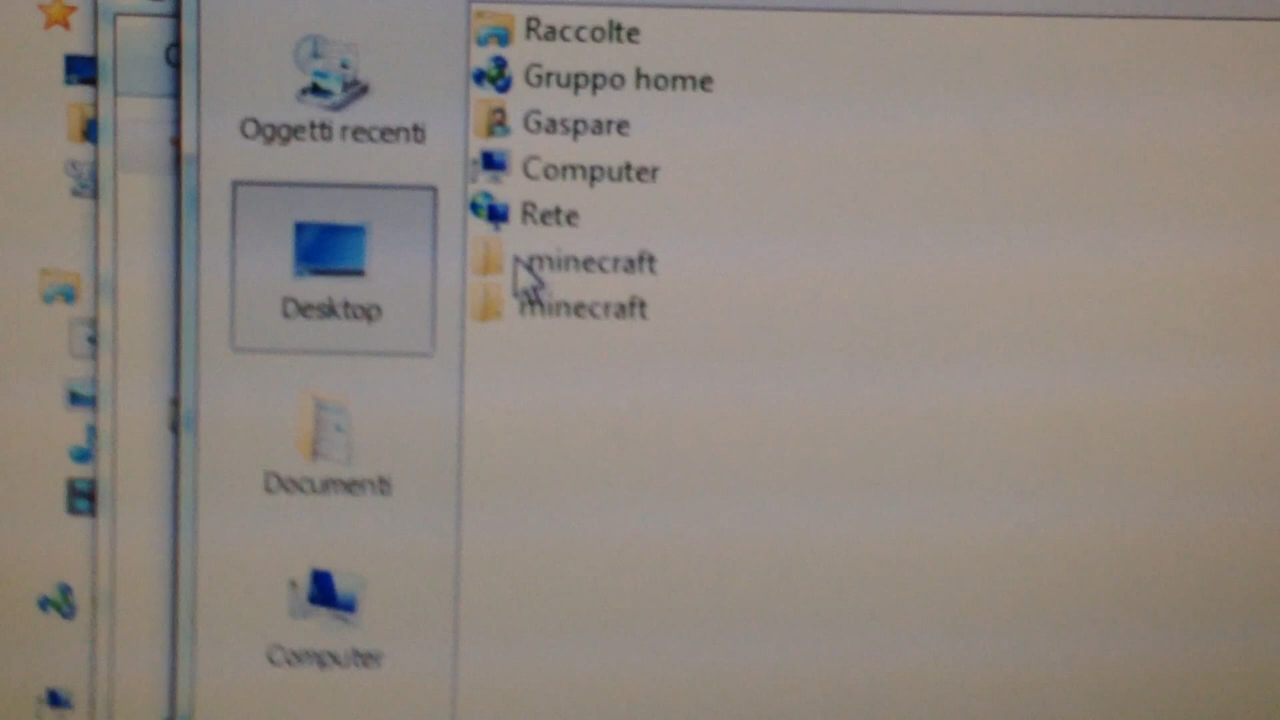 Oggetti recenti
Desktop
Documenti
Computer
Raccolte
Gruppo home
Gaspare
Computer
Rete
minecraft
minecraft